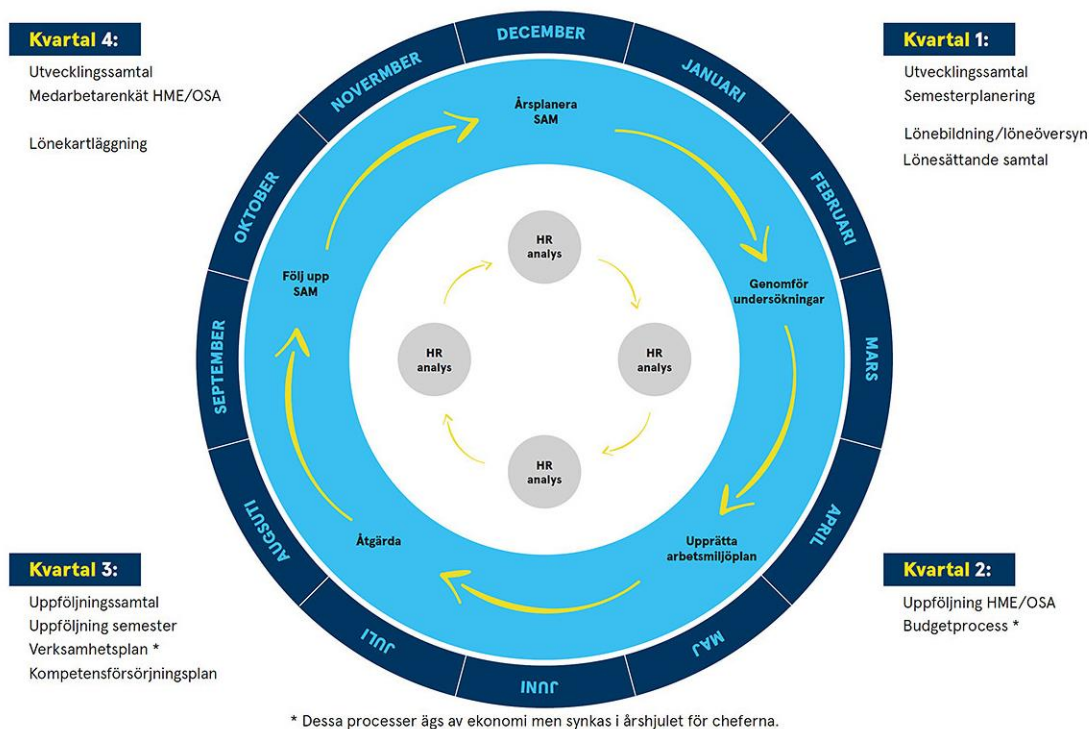 Kvartal 4:
Utvecklingssamtal
Medarbetarenkät HME/OSA
Lönekartläggning
Kvartal 1:
Utvecklingssamtal
Semesterplanering
Lönebildning/löneöversyn
Lönesättande samtal
DECEMBER
JANUARI
FEBRUARI
MARS
APRIL
MAJ
JUNI
JULI
AUGSUTI
SEPTEMBER
OKTOBER
NOVERMBER
Årsplanera
SAM
Genomför
undersökningar
Upprätta
arbetsmiljöplan
Åtgärda
Följ upp
SAM
HR
analys
HR
analys
HR
analys
HR
analys
Kvartal 3:
Uppföljningssamtal
Uppföljning semester
Verksamhetsplan *
Kompetensförsörjningsplan
Kvartal 2:
Uppföljning HME/OSA
Budgetprocess *
* Dessa processer ägs av ekonomi men synkas i årshjulet för cheferna.